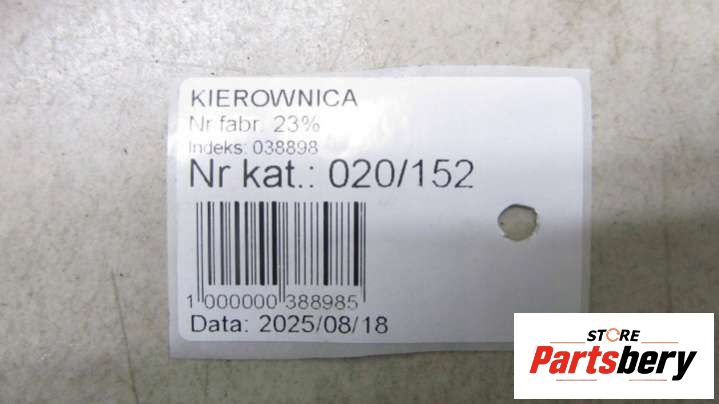 KIEROWNICA
Nr fabr: 23%
Indeks: 038898
Nr kat.: 020/152
1 000000 388985
Data: 2025/08/18
STORE
Partsbery